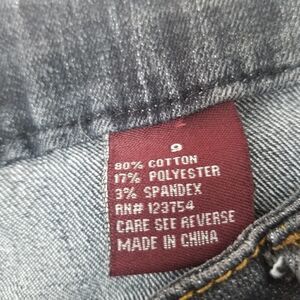 9
80% COTTON
17% POLYESTER
3% SPANDEX
RN# 123754
CARE SEE REVERSE
MADE IN CHINA